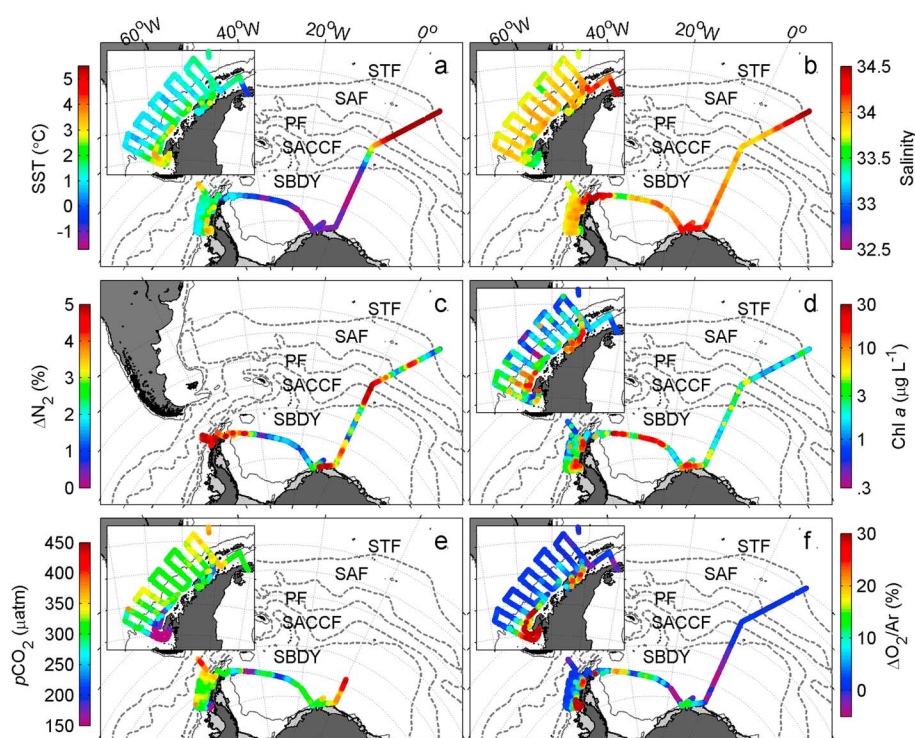 60°W 40°W 20°W 0° 60°W 40°W 20°W 0°
a b
SST (°C) 5 4 3 2 1 0 -1
STF SAF PF SACCF SBDY
STF SAF PF SACCF SBDY
34.5 34 33.5 33 32.5 Salinity
c d
ΔN₂ (%) 5 4 3 2 1 0
STF SAF PF SACCF SBDY
STF SAF PF SACCF SBDY
30 10 3 1 .3 Chl a (µg L⁻¹)
e f
pCO₂ (µatm) 450 400 350 300 250 200 150
STF SAF PF SACCF SBDY
STF SAF PF SACCF SBDY
30 20 10 0 ΔO₂/Ar (%)